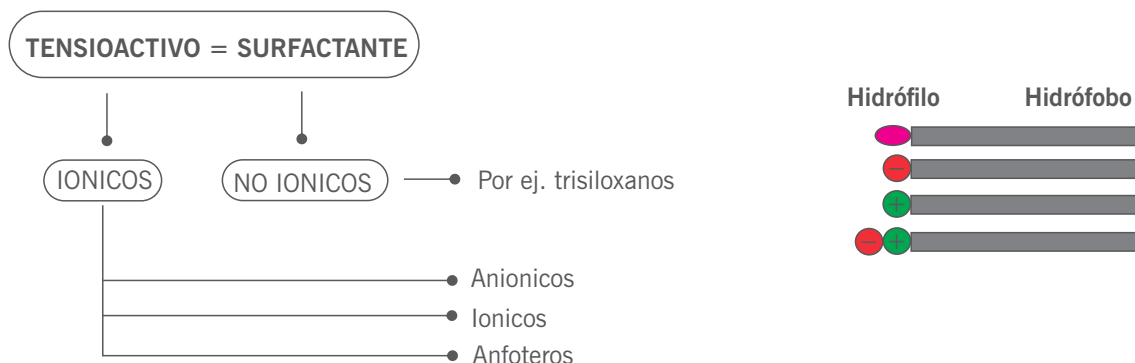 TENSIOACTIVO = SURFACTANTE
IONICOS
NO IONICOS
Por ej. trisiloxanos
Anionicos
Ionicos
Anfoteros
Hidrófilo
Hidrófobo
−
+
− +